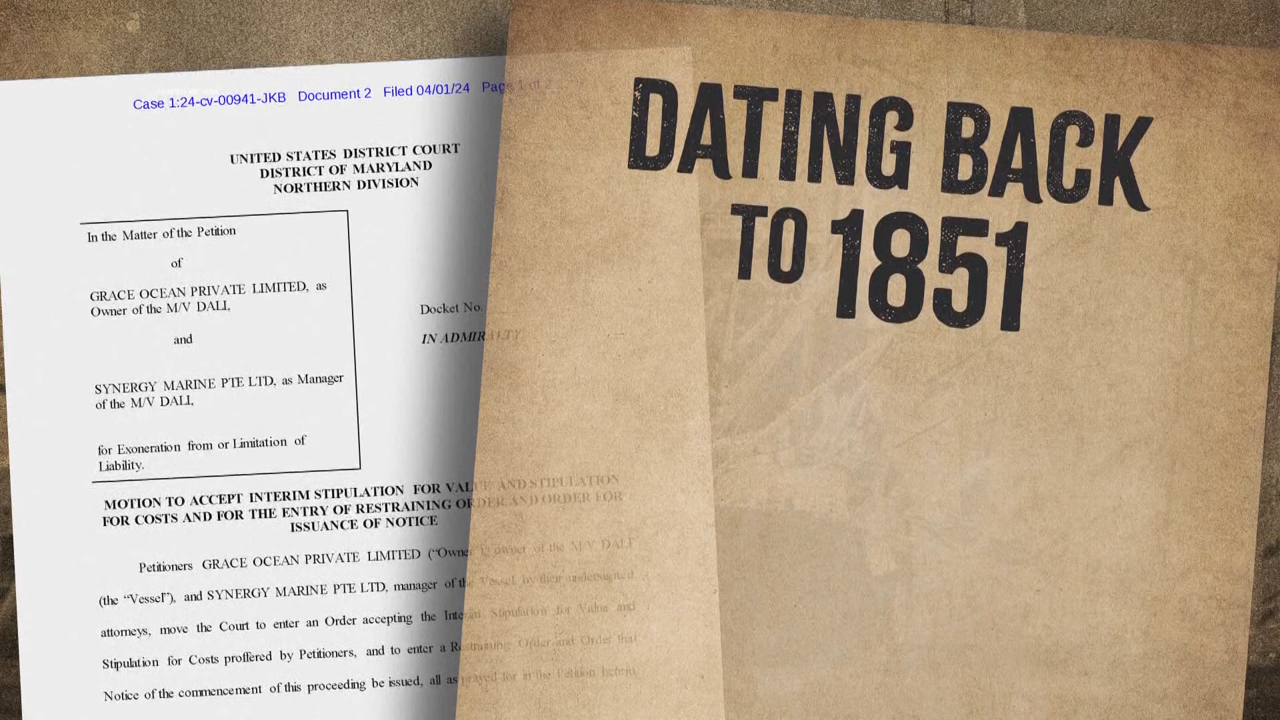 Case 1:24-cv-00941-JKB Document 2 Filed 04/01/24 Page 1 of 2
UNITED STATES DISTRICT COURT
DISTRICT OF MARYLAND
NORTHERN DIVISION
In the Matter of the Petition
of
GRACE OCEAN PRIVATE LIMITED, as
Owner of the M/V DALI,
and
SYNERGY MARINE PTE LTD, as Manager
of the M/V DALI,
for Exoneration from or Limitation of
Liability.
Docket No.
IN ADMIRALTY
MOTION TO ACCEPT INTERIM STIPULATION FOR VALUE AND STIPULATION
FOR COSTS AND FOR THE ENTRY OF RESTRAINING ORDER AND ORDER FOR
ISSUANCE OF NOTICE
Petitioners GRACE OCEAN PRIVATE LIMITED ("Owner") owner of the M/V DALI
(the "Vessel"), and SYNERGY MARINE PTE LTD, manager of the Vessel, by their undersigned
attorneys, move the Court to enter an Order accepting the Interim Stipulation for Value and
Stipulation for Costs proffered by Petitioners, and to enter a Restraining Order and Order that
Notice of the commencement of this proceeding be issued, all as prayed for in the Petition herein.
DATING BACK
TO 1851